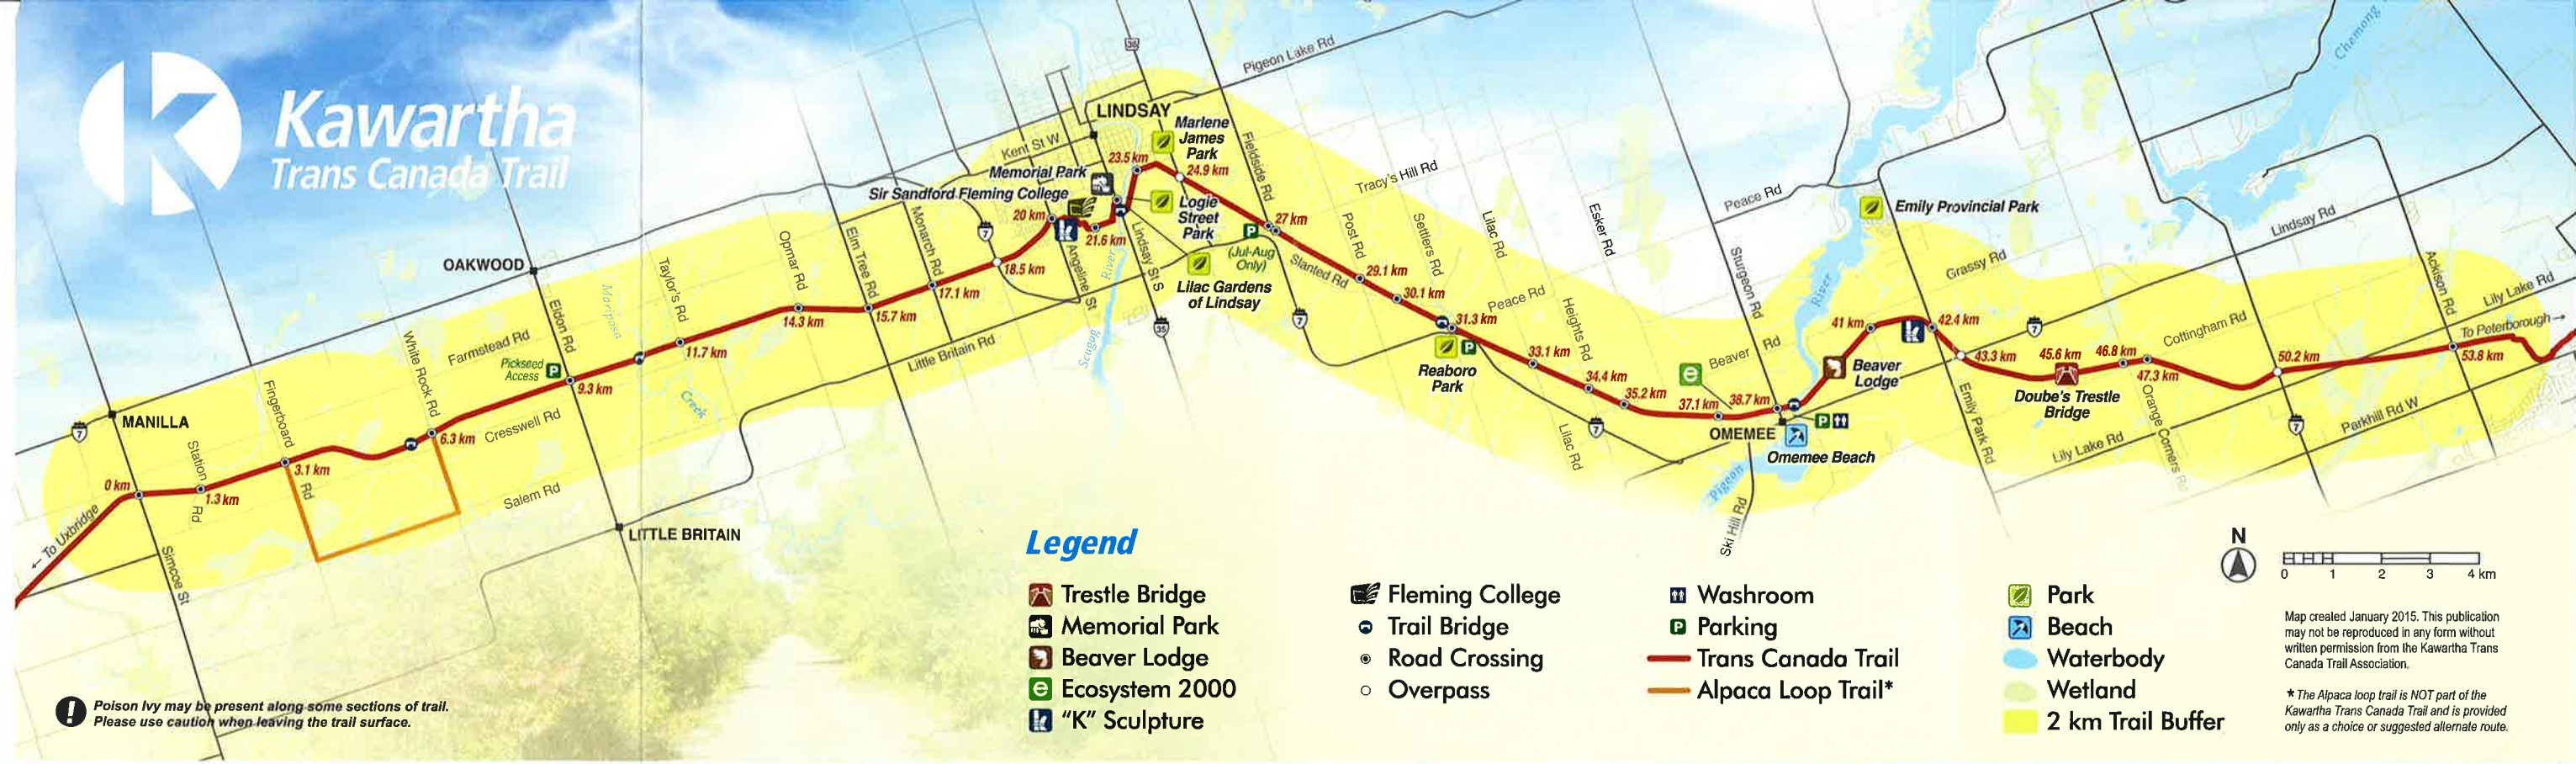 Kawartha
Trans Canada Trail
36
Pigeon Lake Rd
Chemong
LINDSAY
Marlene
James
Park
Kent St W
23.5 km
24.9 km
Fieldside Rd
Memorial Park
Sir Sandford Fleming College
20 km
21.6 km
Logie
Street
Park
27 km
P
(Jul-Aug
Only)
Lilac Gardens
of Lindsay
Lindsay St S
Angeline St
Scugog
River
35
7
18.5 km
Monarch Rd
17.1 km
Elm Tree Rd
15.7 km
Opmar Rd
14.3 km
Taylor's Rd
11.7 km
Mariposa
Creek
OAKWOOD
Eldon Rd
Farmstead Rd
Pickseed
Access
P
9.3 km
White Rock Rd
6.3 km
Cresswell Rd
Little Britain Rd
Salem Rd
LITTLE BRITAIN
Fingerboard
Rd
3.1 km
MANILLA
7
Station
Rd
1.3 km
0 km
← To Uxbridge
Simcoe St
Tracy's Hill Rd
Slanted Rd
7
Post Rd
29.1 km
Settlers Rd
30.1 km
Lilac Rd
Esker Rd
Peace Rd
31.3 km
P
Reaboro
Park
33.1 km
Heights Rd
34.4 km
35.2 km
Lilac Rd
7
Peace Rd
Sturgeon Rd
Beaver Rd
e
37.1 km
38.7 km
OMEMEE
P
Omemee Beach
Pigeon
River
Ski Hill Rd
Emily Provincial Park
41 km
Beaver
Lodge
42.4 km
43.3 km
Grassy Rd
7
Emily Park Rd
45.6 km
46.8 km
47.3 km
Doube's Trestle
Bridge
Cottingham Rd
Orange Corners Rd
Lily Lake Rd
50.2 km
7
Parkhill Rd W
Lindsay Rd
Ackison Rd
53.8 km
Lily Lake Rd
To Peterborough →
Legend
Trestle Bridge
Memorial Park
Beaver Lodge
e Ecosystem 2000
"K" Sculpture
Fleming College
Trail Bridge
Road Crossing
Overpass
Washroom
P Parking
Trans Canada Trail
Alpaca Loop Trail*
Park
Beach
Waterbody
Wetland
2 km Trail Buffer
N
0 1 2 3 4 km
Map created January 2015. This publication
may not be reproduced in any form without
written permission from the Kawartha Trans
Canada Trail Association.
* The Alpaca loop trail is NOT part of the
Kawartha Trans Canada Trail and is provided
only as a choice or suggested alternate route.
! Poison Ivy may be present along some sections of trail.
Please use caution when leaving the trail surface.